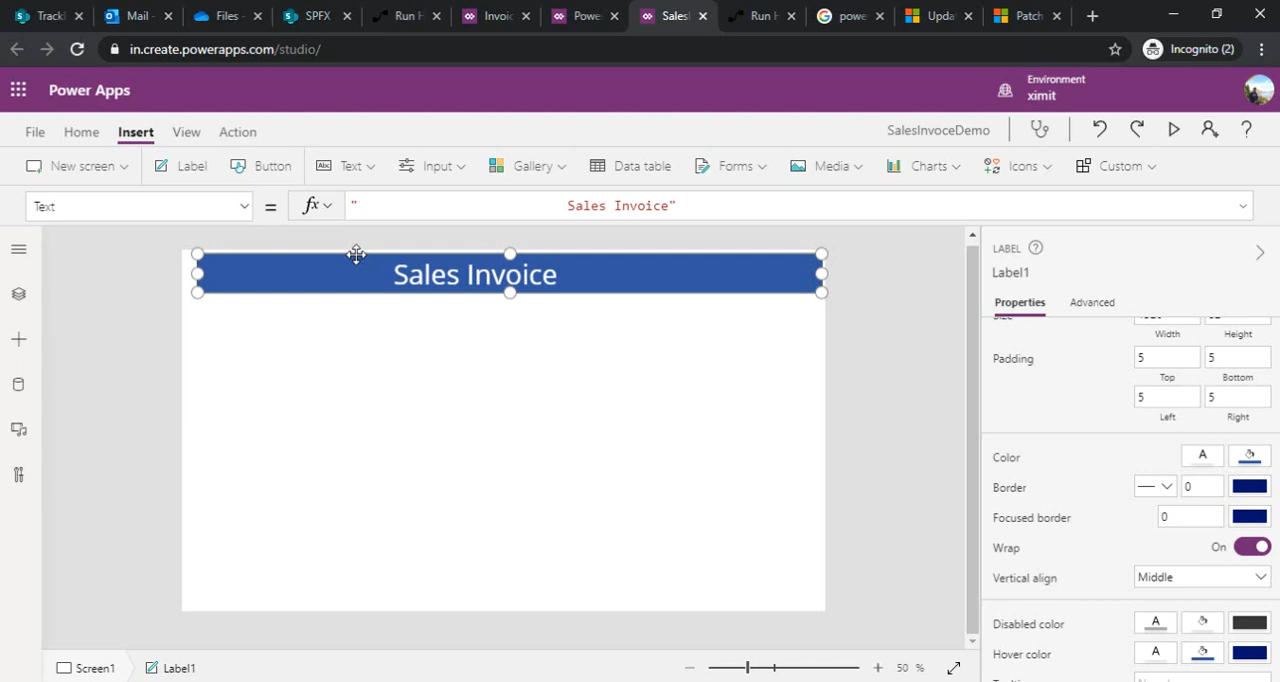 Trackl
Mail -
Files -
SPFX
Run H
Invoic
Power
Sales
Run H
powe
Upda
Patch
in.create.powerapps.com/studio/
Incognito (2)
Power Apps
Environment
ximit
File
Home
Insert
View
Action
SalesInvoceDemo
New screen
Label
Button
Text
Input
Gallery
Data table
Forms
Media
Charts
Icons
Custom
Text
=
fx
" Sales Invoice"
Sales Invoice
LABEL
Label1
Properties
Advanced
Width
Height
Padding
5
5
Top
Bottom
5
5
Left
Right
Color
A
Border
0
Focused border
0
Wrap
On
Vertical align
Middle
Disabled color
A
Hover color
A
Screen1
Label1
50 %